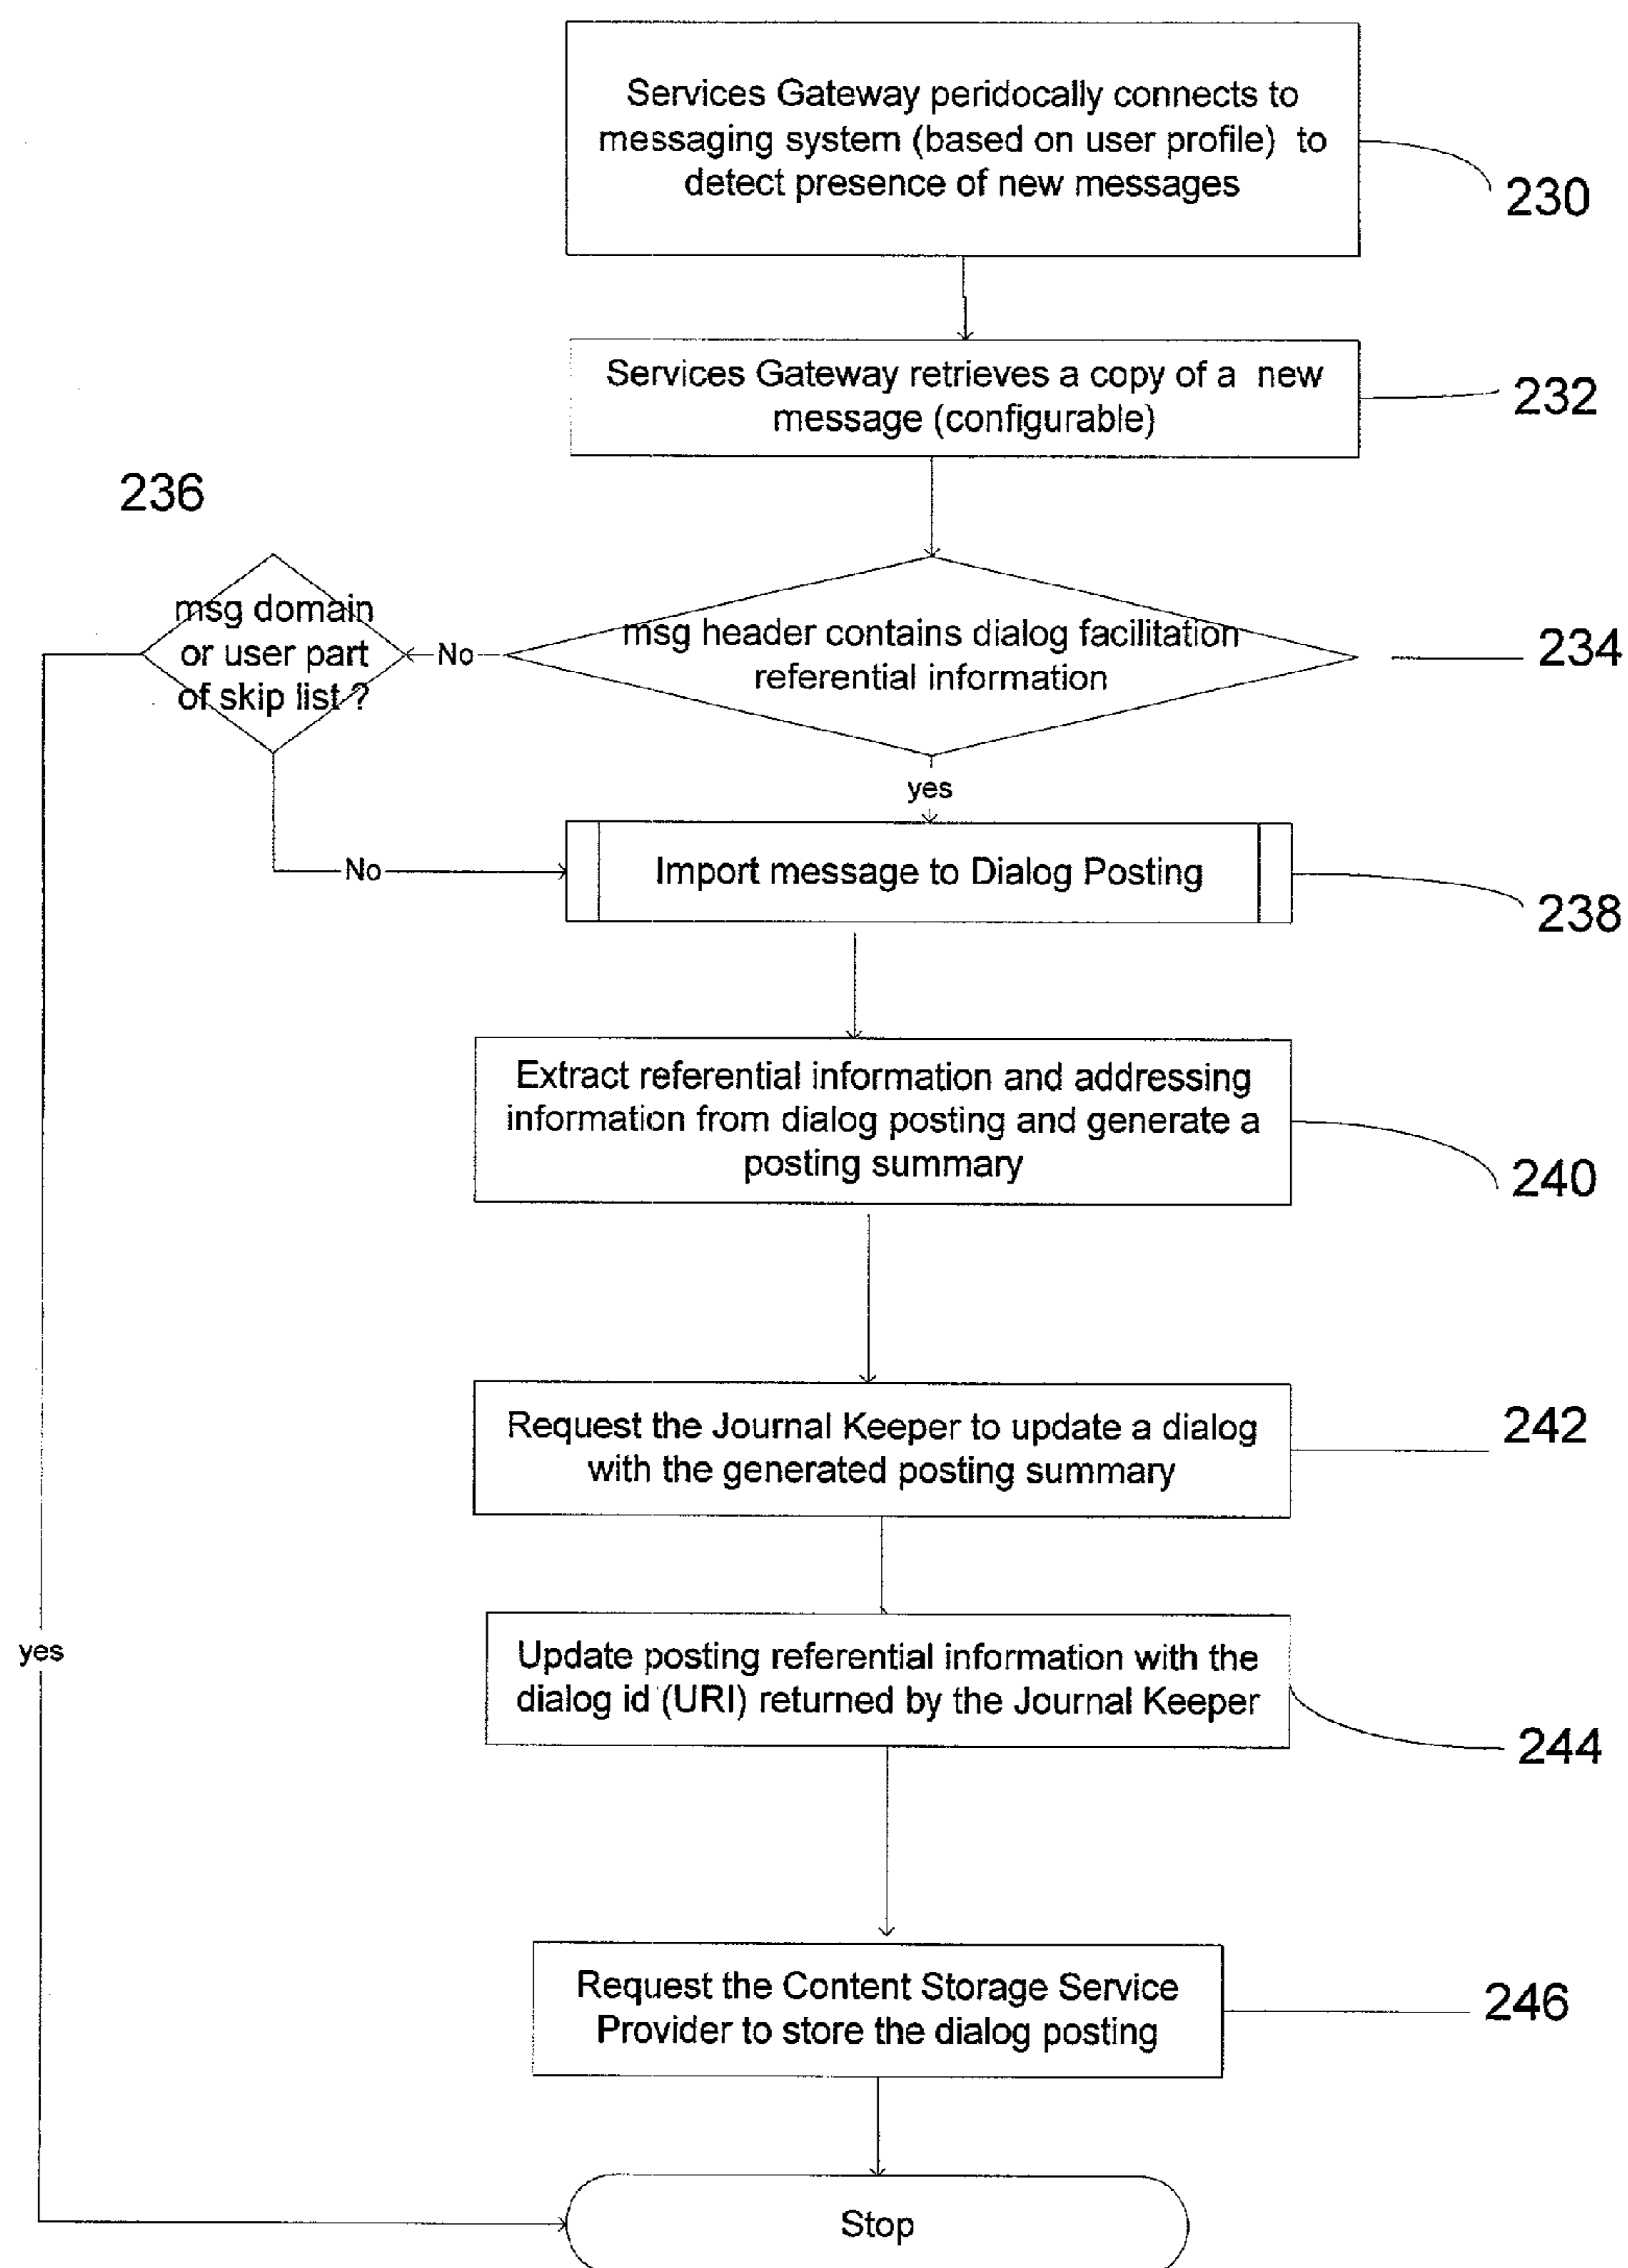 Services Gateway peridocally connects to
messaging system (based on user profile) to
detect presence of new messages
230
Services Gateway retrieves a copy of a new
message (configurable)
232
236
msg domain
or user part
of skip list ?
No
msg header contains dialog facilitation
referential information
234
yes
No
Import message to Dialog Posting
238
Extract referential information and addressing
information from dialog posting and generate a
posting summary
240
Request the Journal Keeper to update a dialog
with the generated posting summary
242
yes
Update posting referential information with the
dialog id (URI) returned by the Journal Keeper
244
Request the Content Storage Service
Provider to store the dialog posting
246
Stop